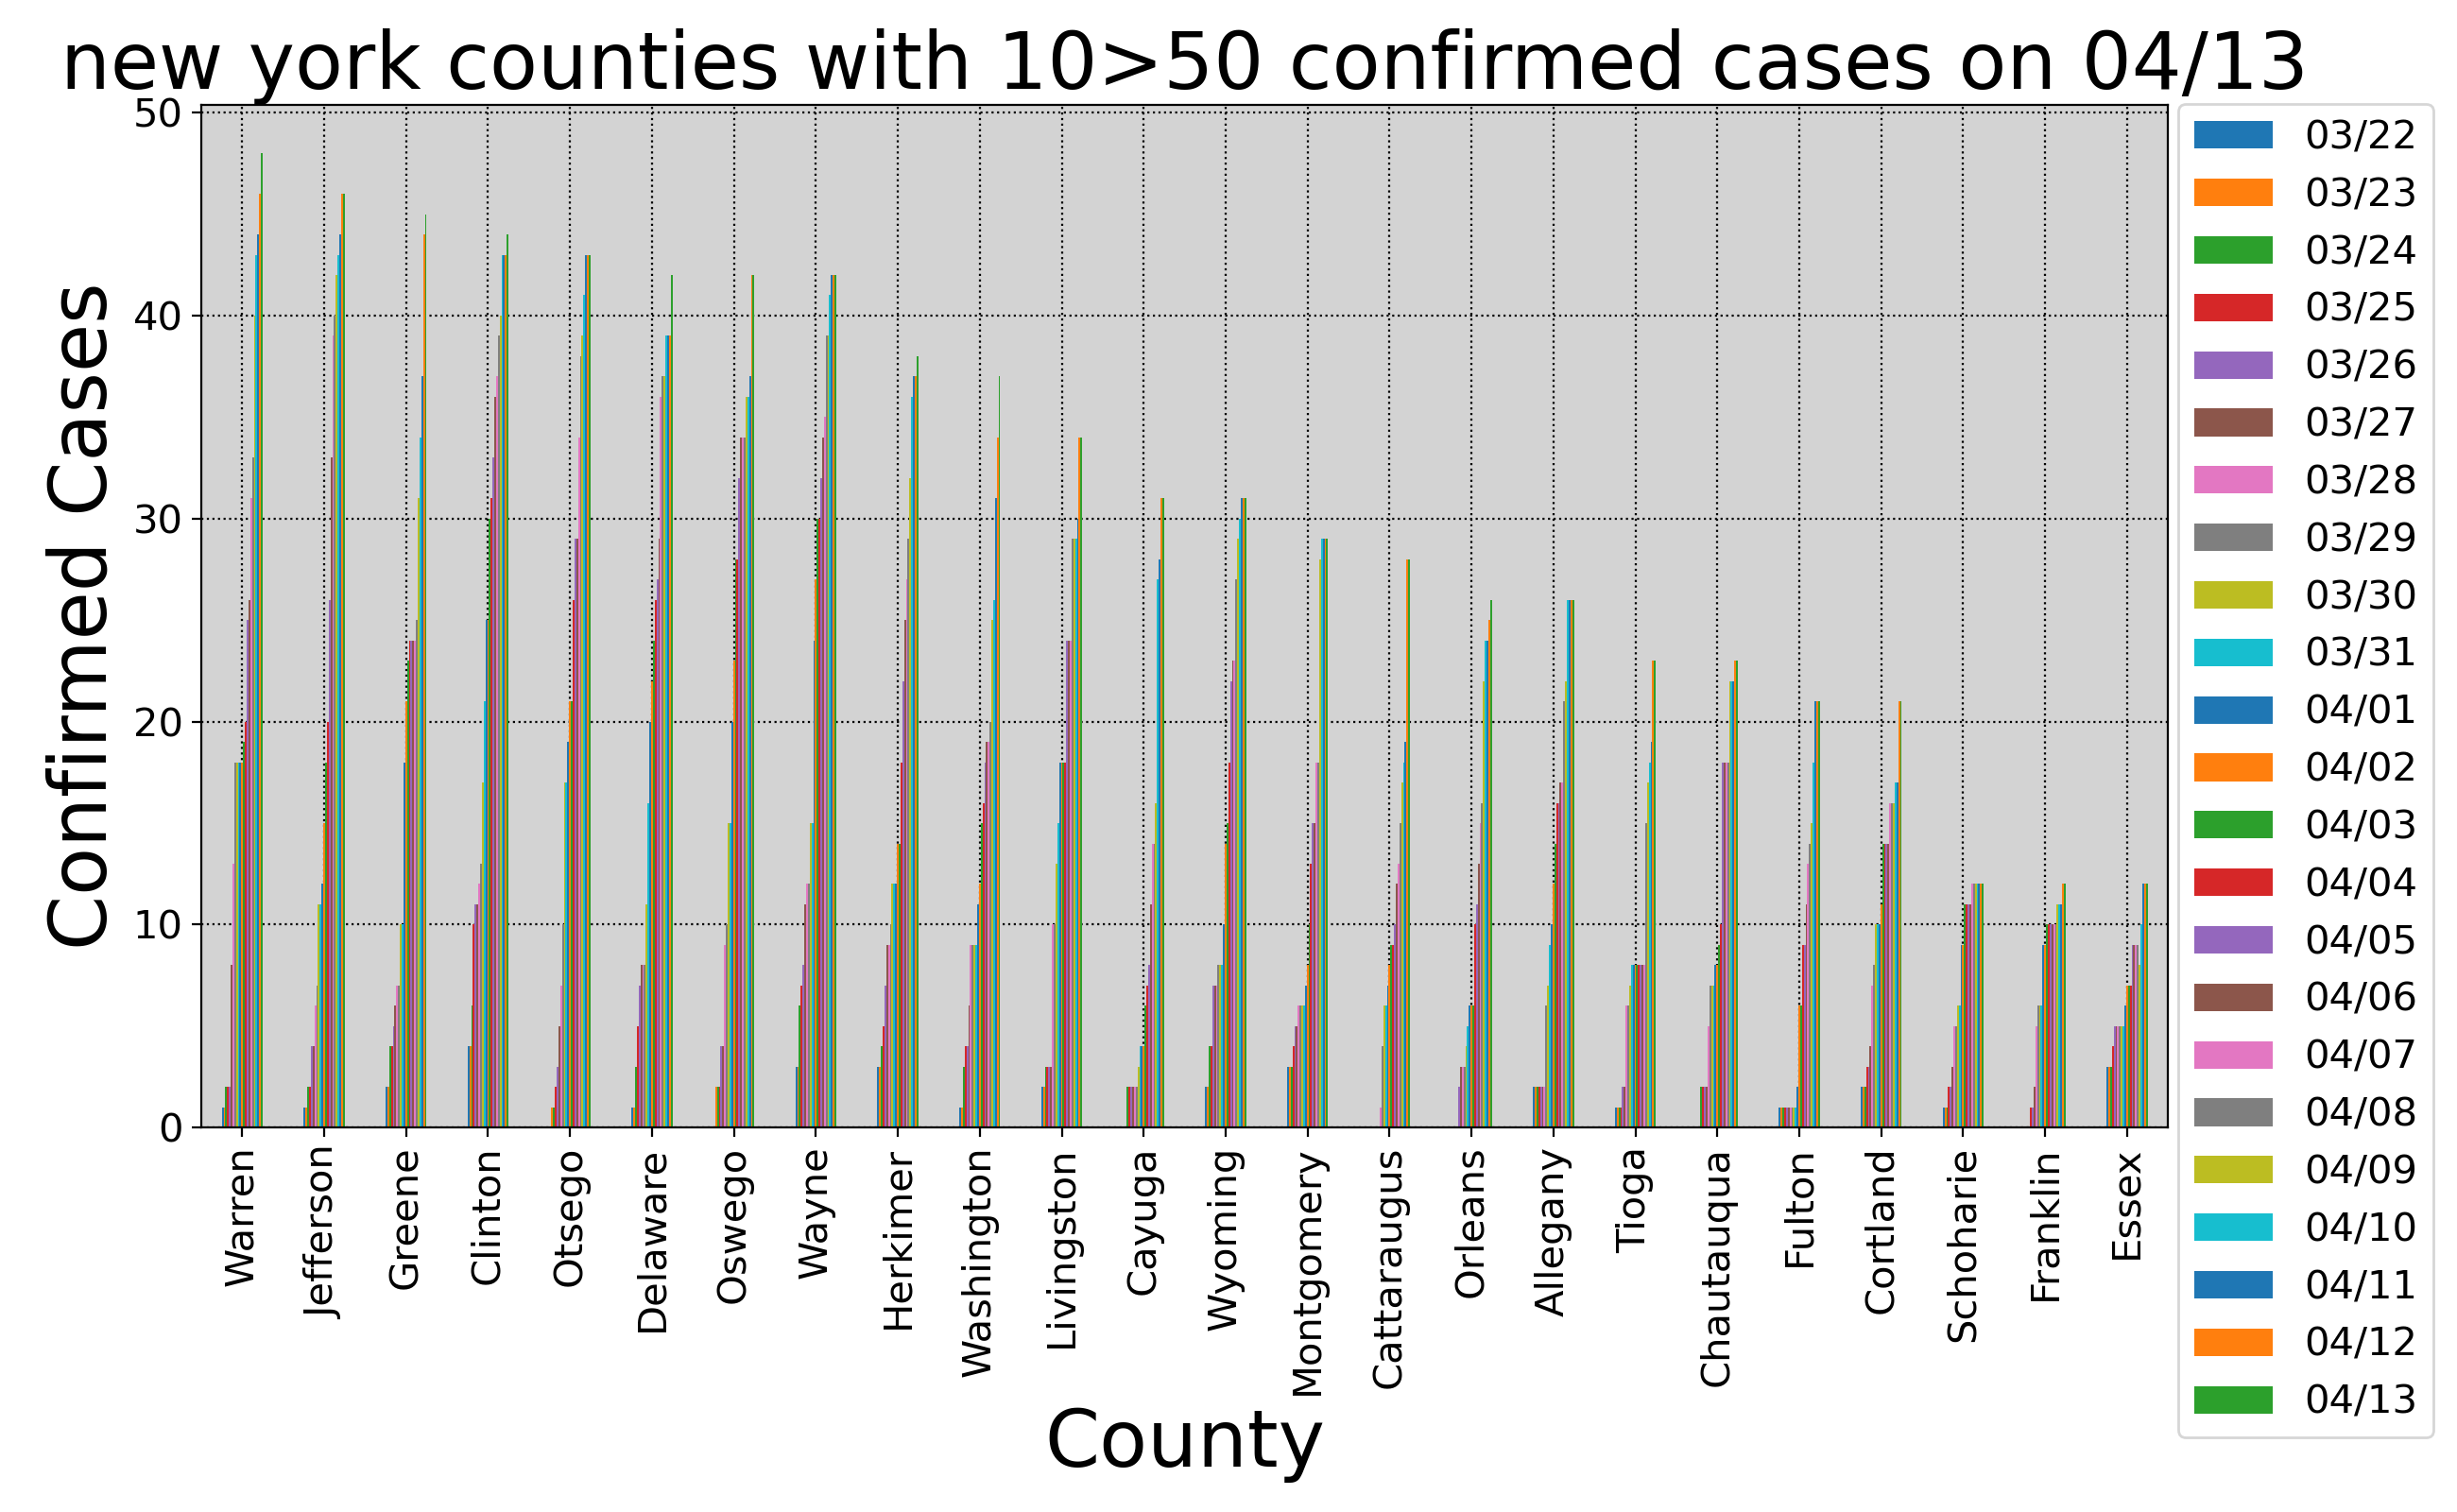 new york counties with 10>50 confirmed cases on 04/13
Confirmed Cases
50
40
30
20
10
0
Warren
Jefferson
Greene
Clinton
Otsego
Delaware
Oswego
Wayne
Herkimer
Washington
Livingston
Cayuga
Wyoming
Montgomery
Cattaraugus
Orleans
Allegany
Tioga
Chautauqua
Fulton
Cortland
Schoharie
Franklin
Essex
County
03/22
03/23
03/24
03/25
03/26
03/27
03/28
03/29
03/30
03/31
04/01
04/02
04/03
04/04
04/05
04/06
04/07
04/08
04/09
04/10
04/11
04/12
04/13